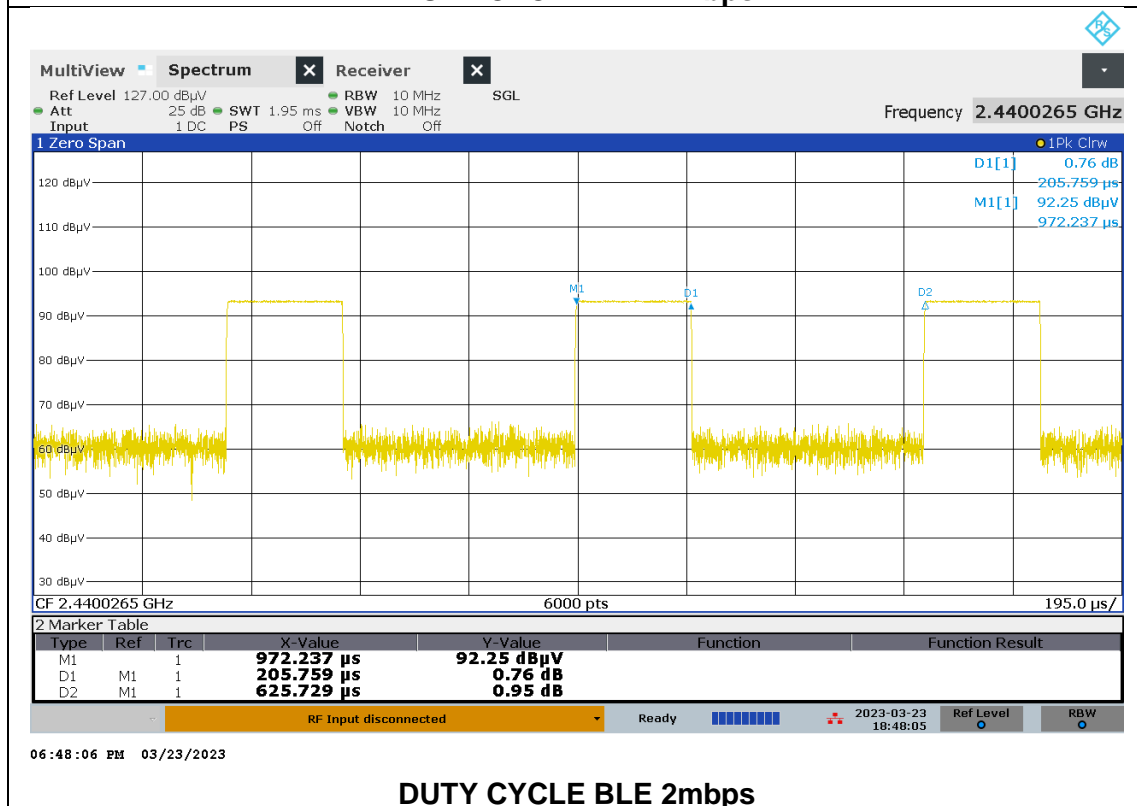 R&S
MultiView Spectrum X Receiver X
Ref Level 127.00 dBµV RBW 10 MHz SGL
Att 25 dB SWT 1.95 ms VBW 10 MHz Frequency 2.4400265 GHz
Input 1 DC PS Off Notch Off
1 Zero Span 1Pk Clrw
D1[1] 0.76 dB
205.759 µs
M1[1] 92.25 dBµV
972.237 µs
120 dBµV
110 dBµV
100 dBµV
M1 D1 D2
90 dBµV
80 dBµV
70 dBµV
60 dBµV
50 dBµV
40 dBµV
30 dBµV
CF 2.4400265 GHz 6000 pts 195.0 µs/
2 Marker Table
Type Ref Trc X-Value Y-Value Function Function Result
M1 1 972.237 µs 92.25 dBµV
D1 M1 1 205.759 µs 0.76 dB
D2 M1 1 625.729 µs 0.95 dB
RF Input disconnected Ready 2023-03-23 Ref Level RBW
18:48:05
06:48:06 PM 03/23/2023
DUTY CYCLE BLE 2mbps